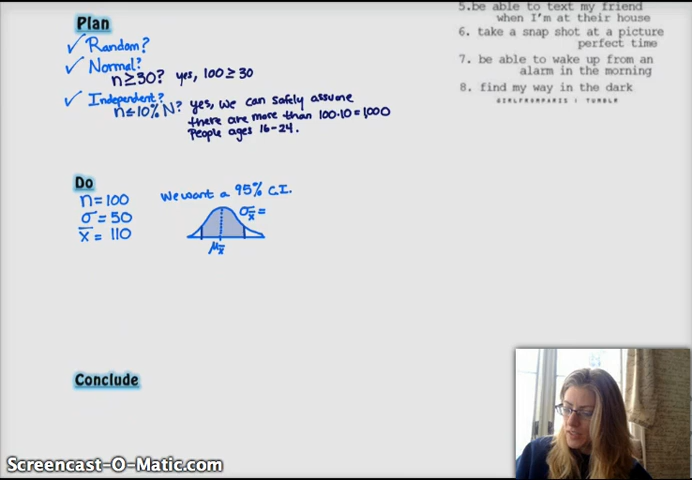 Plan
✓ Random?
✓ Normal?
n≥30? yes, 100≥30
✓ Independent?
n≤10% N? yes, we can safely assume
there are more than 100·10=1000
people ages 16-24.
Do
n=100
σ=50
x̄=110
We want a 95% C.I.
σx̄=
μx̄
Conclude
5.be able to text my friend
when I'm at their house
6. take a snap shot at a picture
perfect time
7. be able to wake up from an
alarm in the morning
8. find my way in the dark
GIRLFROMPARIS | TUMBLR
Screencast-O-Matic.com